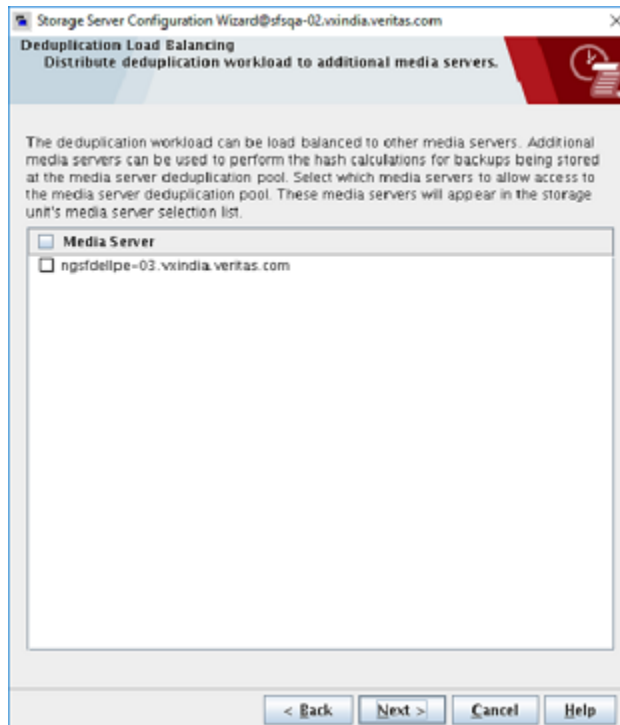 Storage Server Configuration Wizard@sfsqa-02.vxindia.veritas.com
Deduplication Load Balancing
Distribute deduplication workload to additional media servers.
The deduplication workload can be load balanced to other media servers. Additional
media servers can be used to perform the hash calculations for backups being stored
at the media server deduplication pool. Select which media servers to allow access to
the media server deduplication pool. These media servers will appear in the storage
unit's media server selection list.
Media Server
ngsfdellpe-03.vxindia.veritas.com
< Back Next > Cancel Help